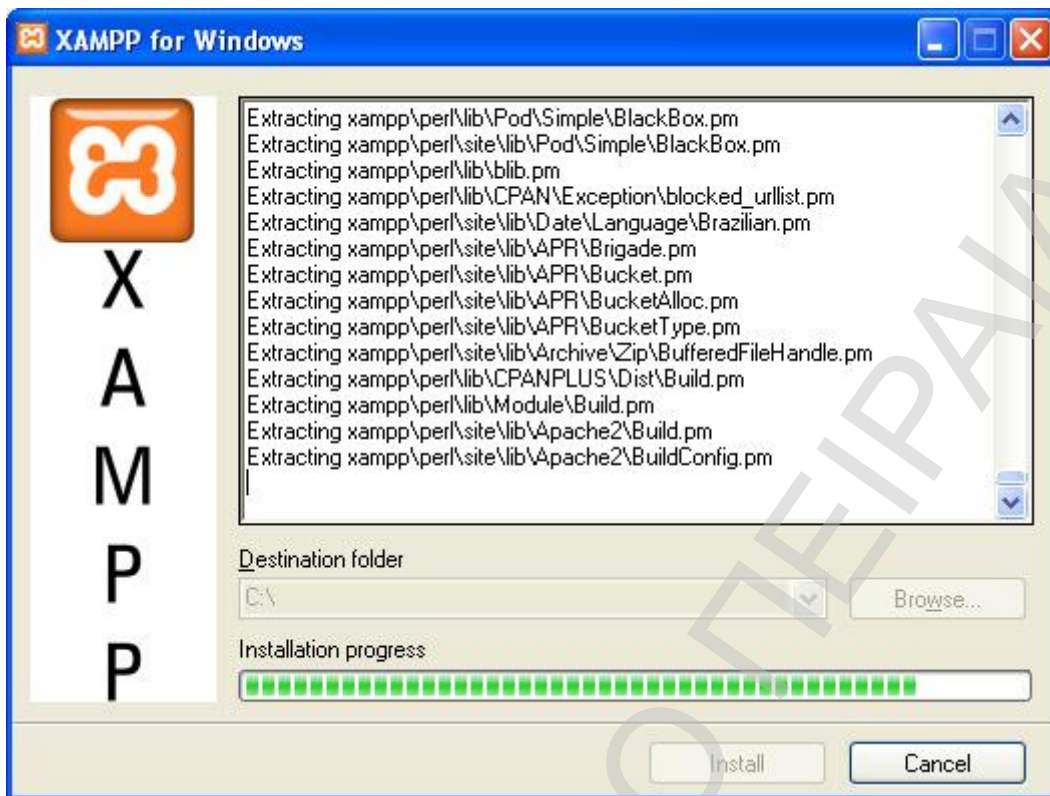 XAMPP for Windows
X
A
M
P
P
Extracting xampp\perl\lib\Pod\Simple\BlackBox.pm
Extracting xampp\perl\site\lib\Pod\Simple\BlackBox.pm
Extracting xampp\perl\lib\blib.pm
Extracting xampp\perl\lib\CPAN\Exception\blocked_urllist.pm
Extracting xampp\perl\site\lib\Date\Language\Brazilian.pm
Extracting xampp\perl\site\lib\APR\Brigade.pm
Extracting xampp\perl\site\lib\APR\Bucket.pm
Extracting xampp\perl\site\lib\APR\BucketAlloc.pm
Extracting xampp\perl\site\lib\APR\BucketType.pm
Extracting xampp\perl\site\lib\Archive\Zip\BufferedFileHandle.pm
Extracting xampp\perl\lib\CPANPLUS\Dist\Build.pm
Extracting xampp\perl\lib\Module\Build.pm
Extracting xampp\perl\site\lib\Apache2\Build.pm
Extracting xampp\perl\site\lib\Apache2\BuildConfig.pm
Destination folder
C:\
Browse...
Installation progress
Install
Cancel